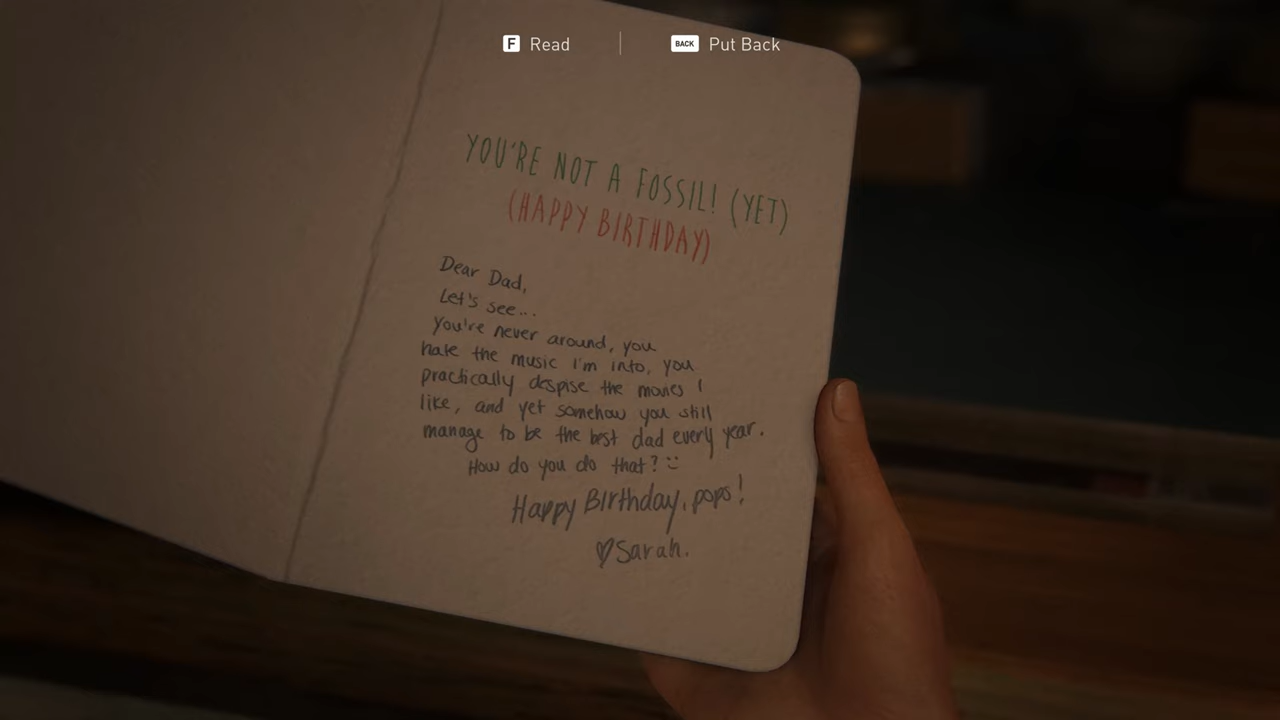 F Read | BACK Put Back
YOU'RE NOT A FOSSIL! (YET)
(HAPPY BIRTHDAY)
Dear Dad,
Let's see...
You're never around, you
hate the music I'm into, you
practically despise the movies I
like, and yet somehow you still
manage to be the best dad every year.
How do you do that? :)
Happy Birthday, pops!
♡Sarah.